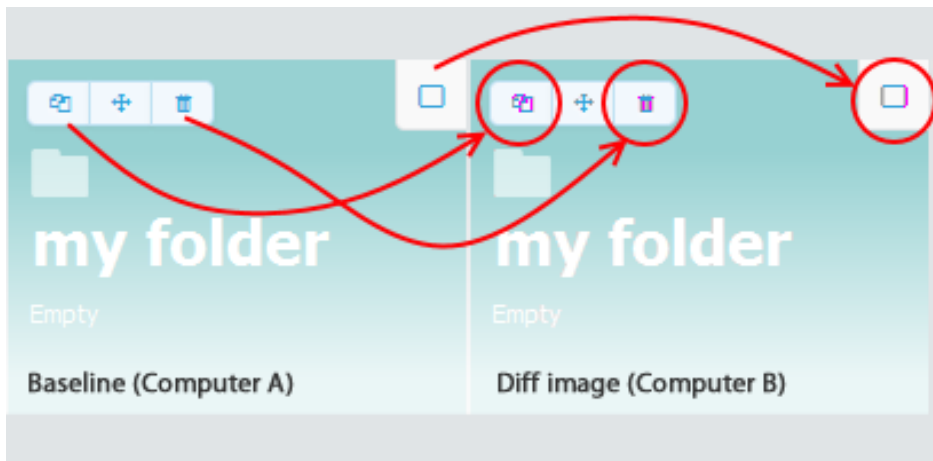 my folder
Empty
Baseline (Computer A)
my folder
Empty
Diff image (Computer B)